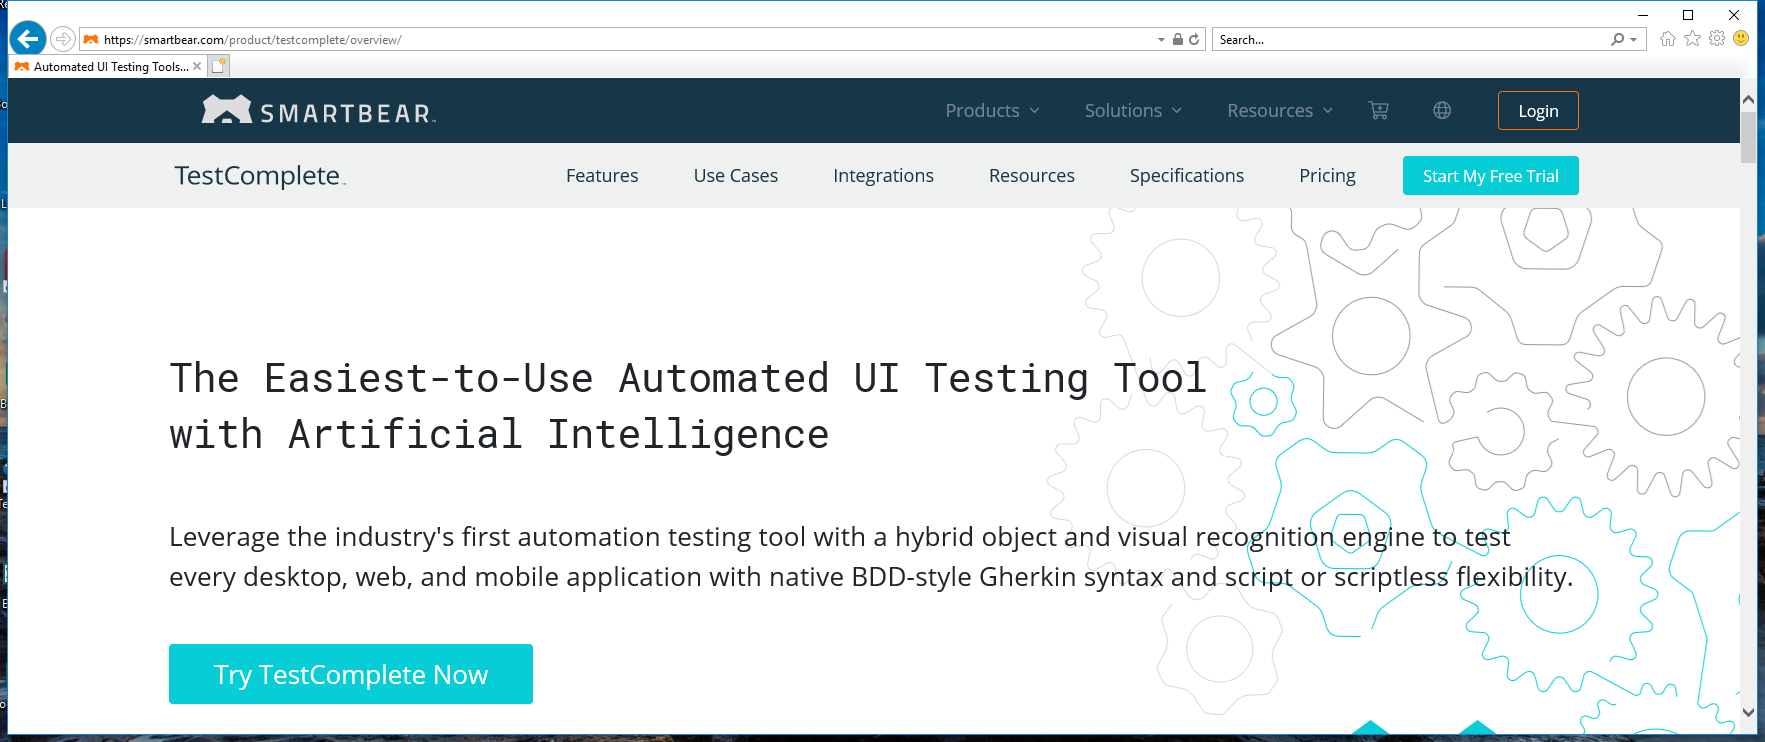 https://smartbear.com/product/testcomplete/overview/
Search...
Automated UI Testing Tools...
SMARTBEAR
Products
Solutions
Resources
Login
TestComplete
Features
Use Cases
Integrations
Resources
Specifications
Pricing
Start My Free Trial
The Easiest-to-Use Automated UI Testing Tool
with Artificial Intelligence
Leverage the industry's first automation testing tool with a hybrid object and visual recognition engine to test
every desktop, web, and mobile application with native BDD-style Gherkin syntax and script or scriptless flexibility.
Try TestComplete Now